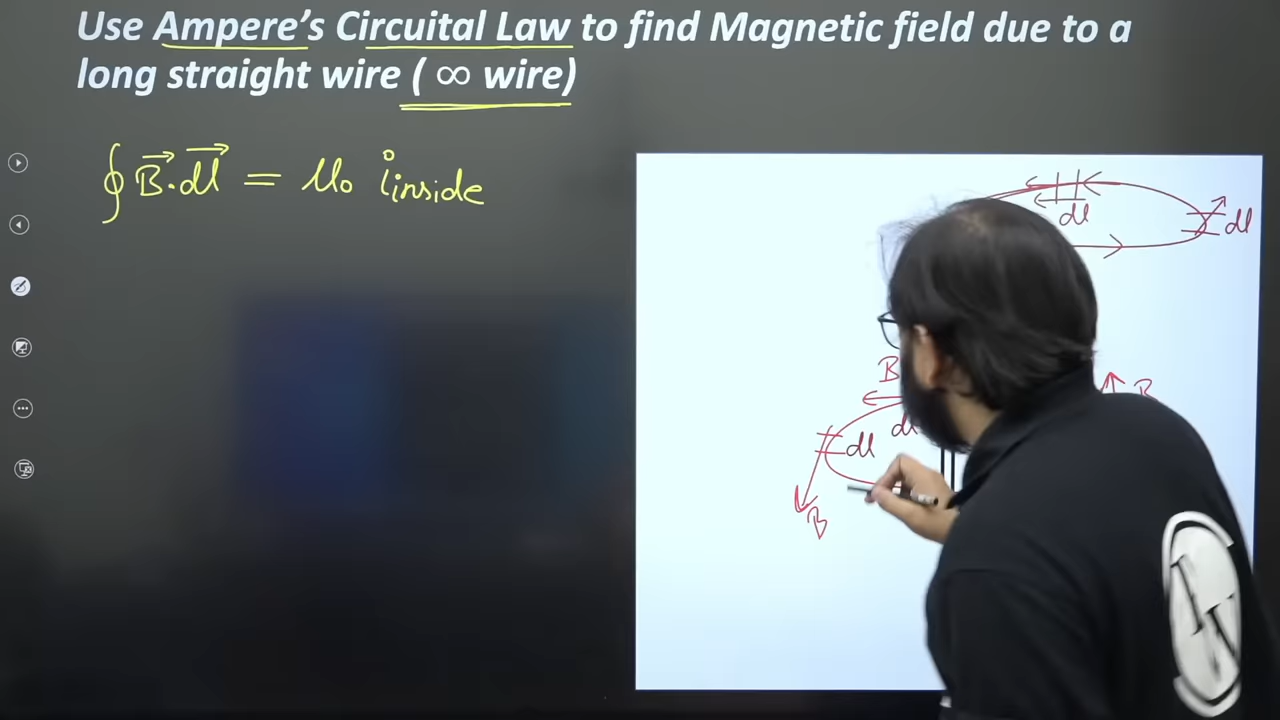 Use Ampere's Circuital Law to find Magnetic field due to a
long straight wire ( ∞ wire)
∮ B⃗·dl⃗ = μ₀ i inside
dl
dl
B
B
dl
dl
B